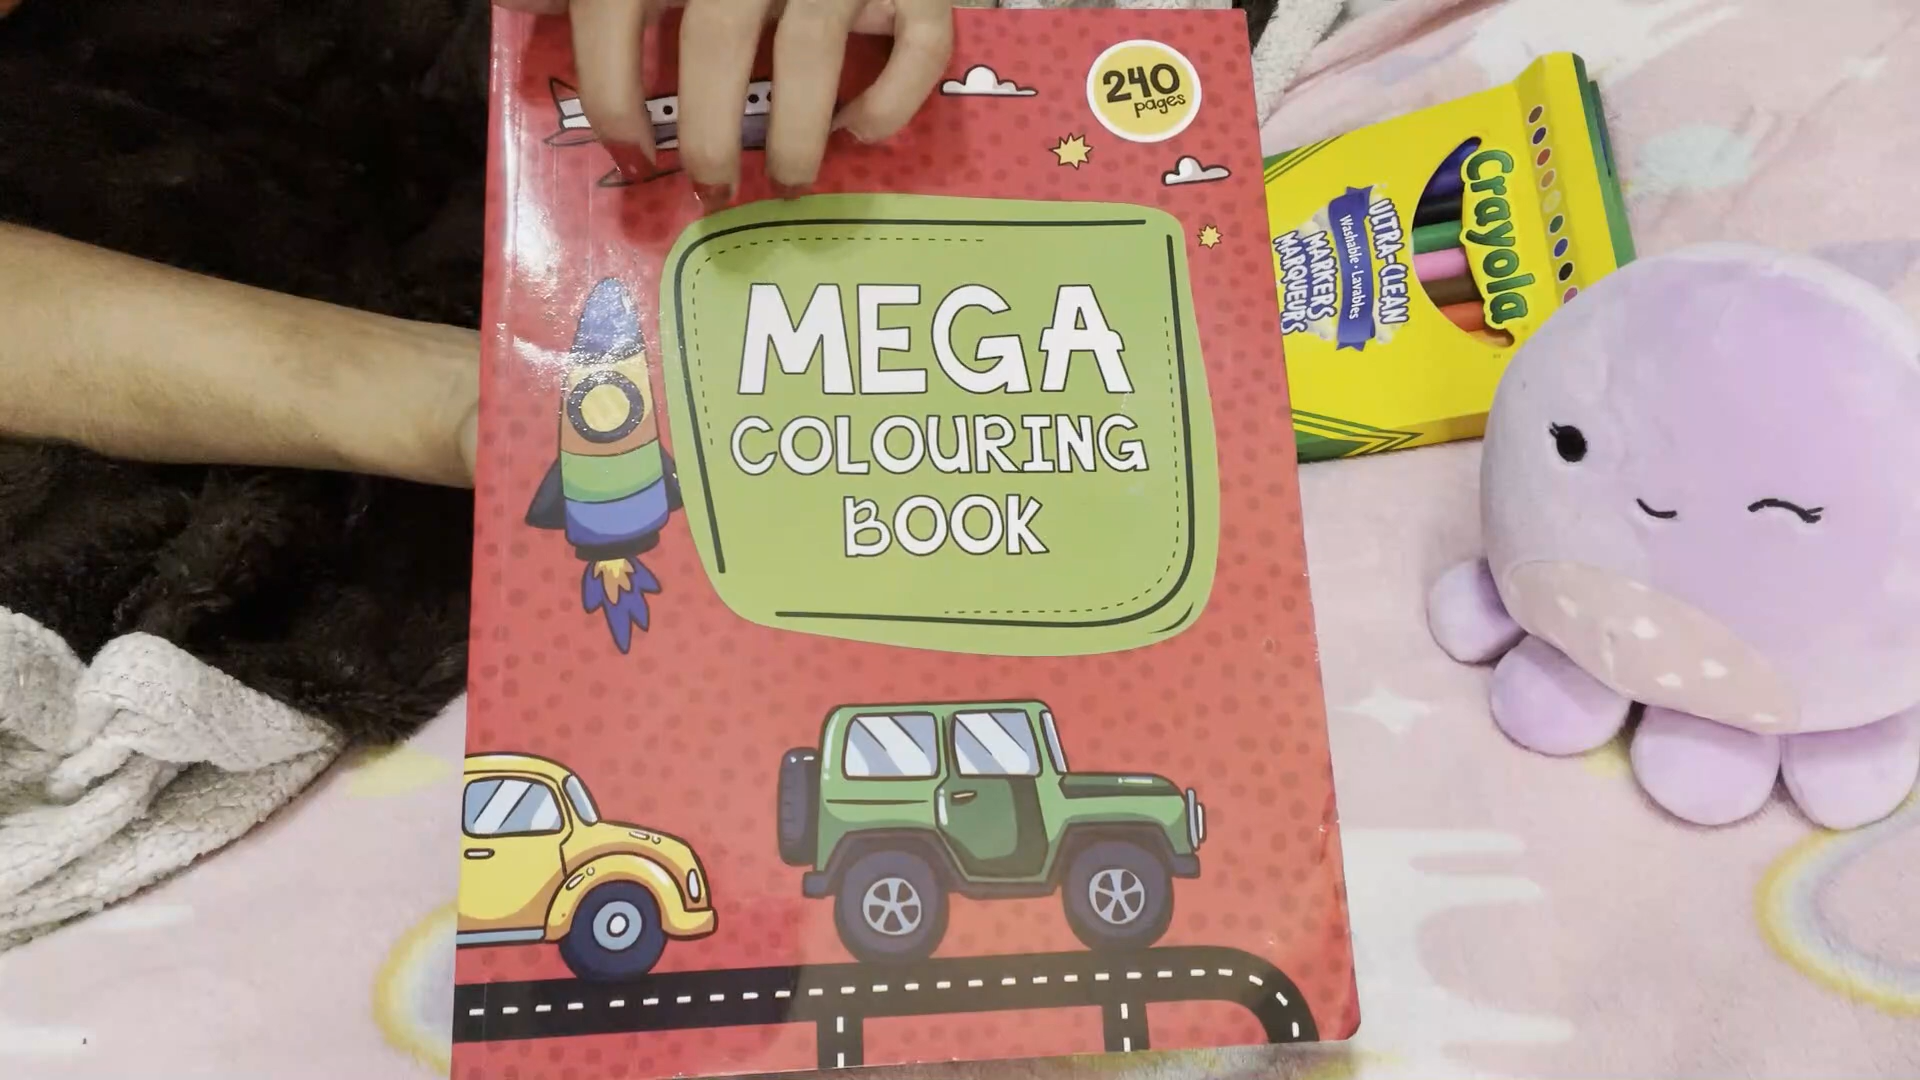 240
pages
MEGA
COLOURING
BOOK
Crayola
ULTRA-CLEAN
Washable • Lavables
MARKERS
MARQUEURS